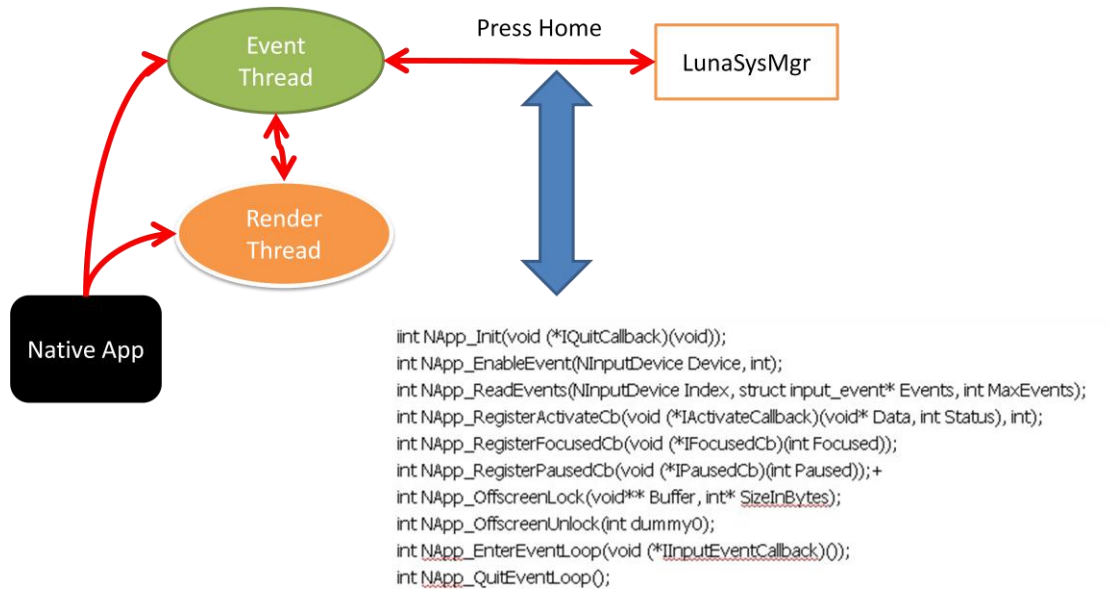 Event
Thread
Press Home
LunaSysMgr
Render
Thread
Native App
iint NApp_Init(void (*IQuitCallback)(void));
int NApp_EnableEvent(NInputDevice Device, int);
int NApp_ReadEvents(NInputDevice Index, struct input_event* Events, int MaxEvents);
int NApp_RegisterActivateCb(void (*IActivateCallback)(void* Data, int Status), int);
int NApp_RegisterFocusedCb(void (*IFocusedCb)(int Focused));
int NApp_RegisterPausedCb(void (*IPausedCb)(int Paused));+
int NApp_OffscreenLock(void** Buffer, int* SizeInBytes);
int NApp_OffscreenUnlock(int dummy0);
int NApp_EnterEventLoop(void (*IInputEventCallback)());
int NApp_QuitEventLoop();